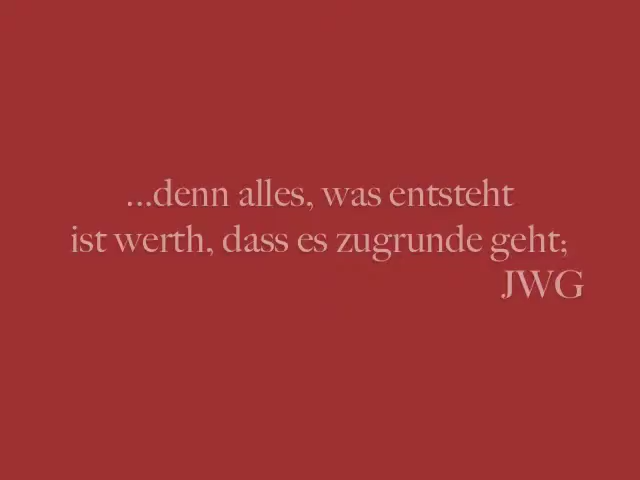 ...denn alles, was entsteht
ist werth, dass es zugrunde geht;
JWG